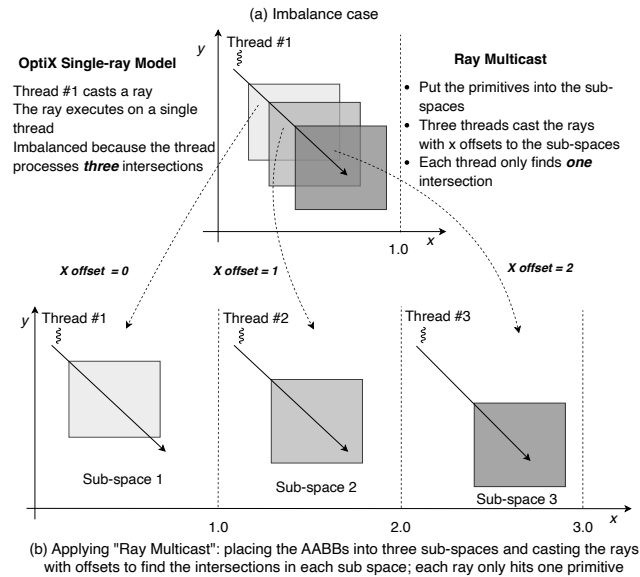 (a) Imbalance case
y
Thread #1
OptiX Single-ray Model
Thread #1 casts a ray
The ray executes on a single
thread
Imbalanced because the thread
processes three intersections
Ray Multicast
• Put the primitives into the sub-
spaces
• Three threads cast the rays
with x offsets to the sub-spaces
• Each thread only finds one
intersection
1.0
x
X offset = 0
X offset = 1
X offset = 2
y
Thread #1
Thread #2
Thread #3
Sub-space 1
Sub-space 2
Sub-space 3
1.0
2.0
3.0
x
(b) Applying "Ray Multicast": placing the AABBs into three sub-spaces and casting the rays
with offsets to find the intersections in each sub space; each ray only hits one primitive